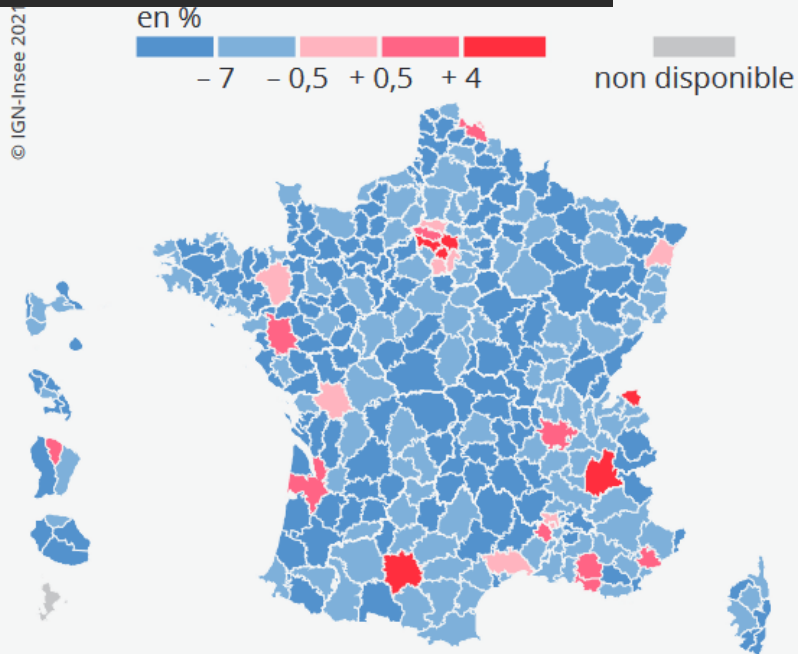 © IGN-Insee 2021
en %
– 7 – 0,5 + 0,5 + 4 non disponible